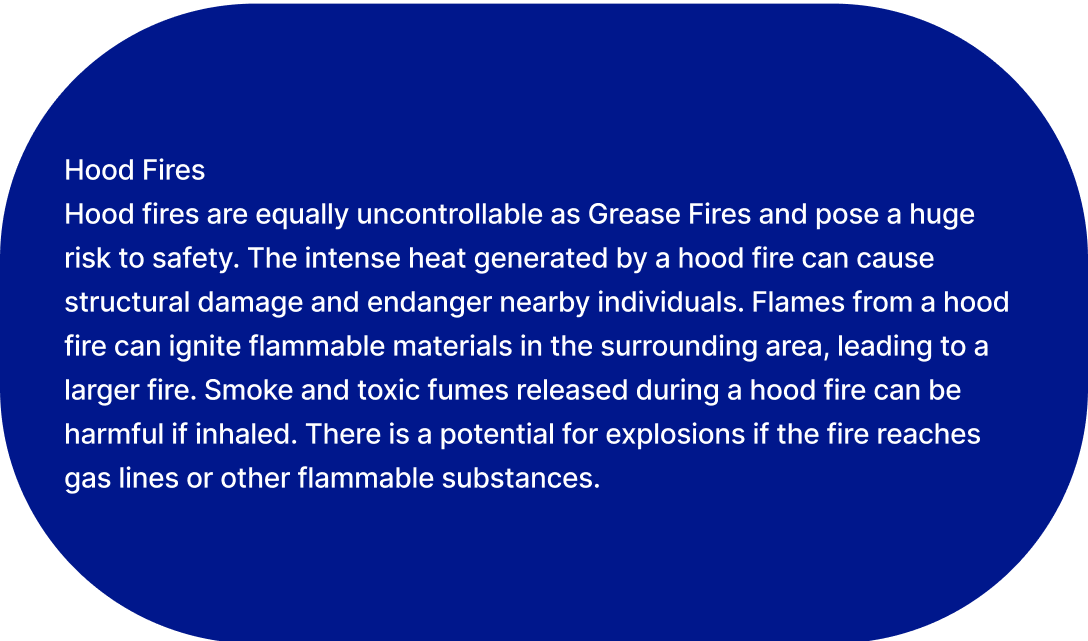 Hood Fires
Hood fires are equally uncontrollable as Grease Fires and pose a huge
risk to safety. The intense heat generated by a hood fire can cause
structural damage and endanger nearby individuals. Flames from a hood
fire can ignite flammable materials in the surrounding area, leading to a
larger fire. Smoke and toxic fumes released during a hood fire can be
harmful if inhaled. There is a potential for explosions if the fire reaches
gas lines or other flammable substances.